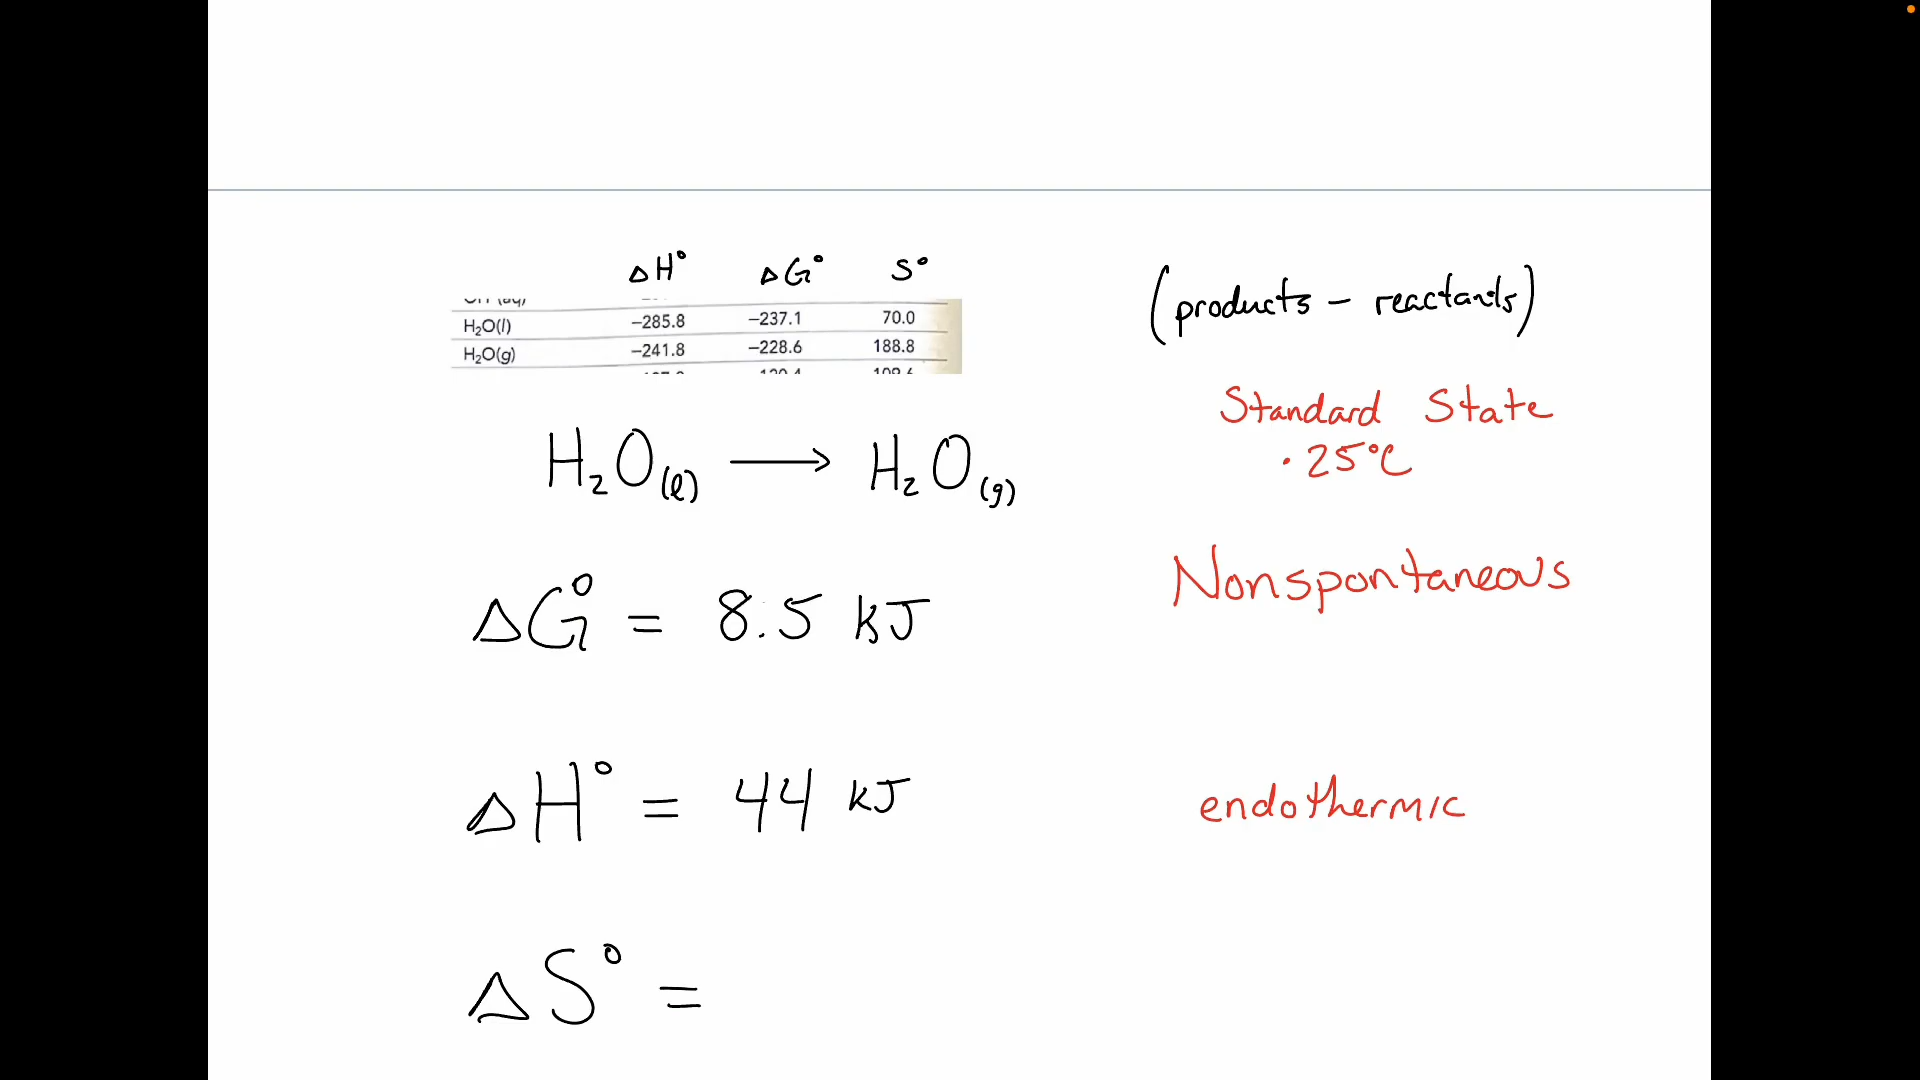 ΔH° ΔG° S°
H₂O(l) −285.8 −237.1 70.0
H₂O(g) −241.8 −228.6 188.8
(products − reactants)
Standard State
· 25°C
H₂O(l) ⟶ H₂O(g)
Nonspontaneous
ΔG° = 8.5 kJ
ΔH° = 44 kJ
endothermic
ΔS° =